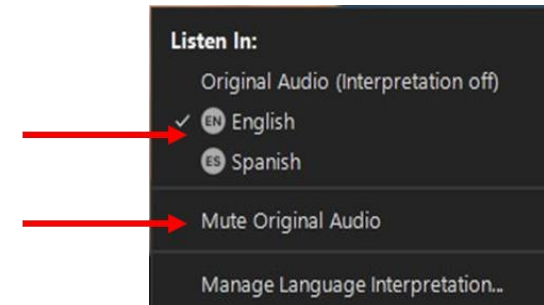 Listen In:
Original Audio (Interpretation off)
EN English
ES Spanish
Mute Original Audio
Manage Language Interpretation...